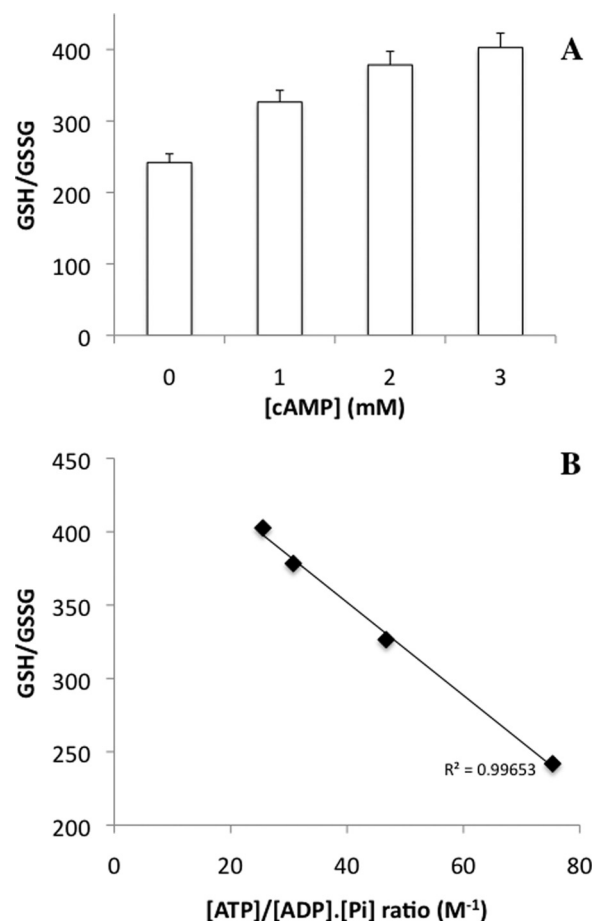 A
GSH/GSSG
400
300
200
100
0
0 1 2 3
[cAMP] (mM)
B
GSH/GSSG
450
400
350
300
250
200
R² = 0.99653
0 20 40 60 80
[ATP]/[ADP].[Pi] ratio (M⁻¹)